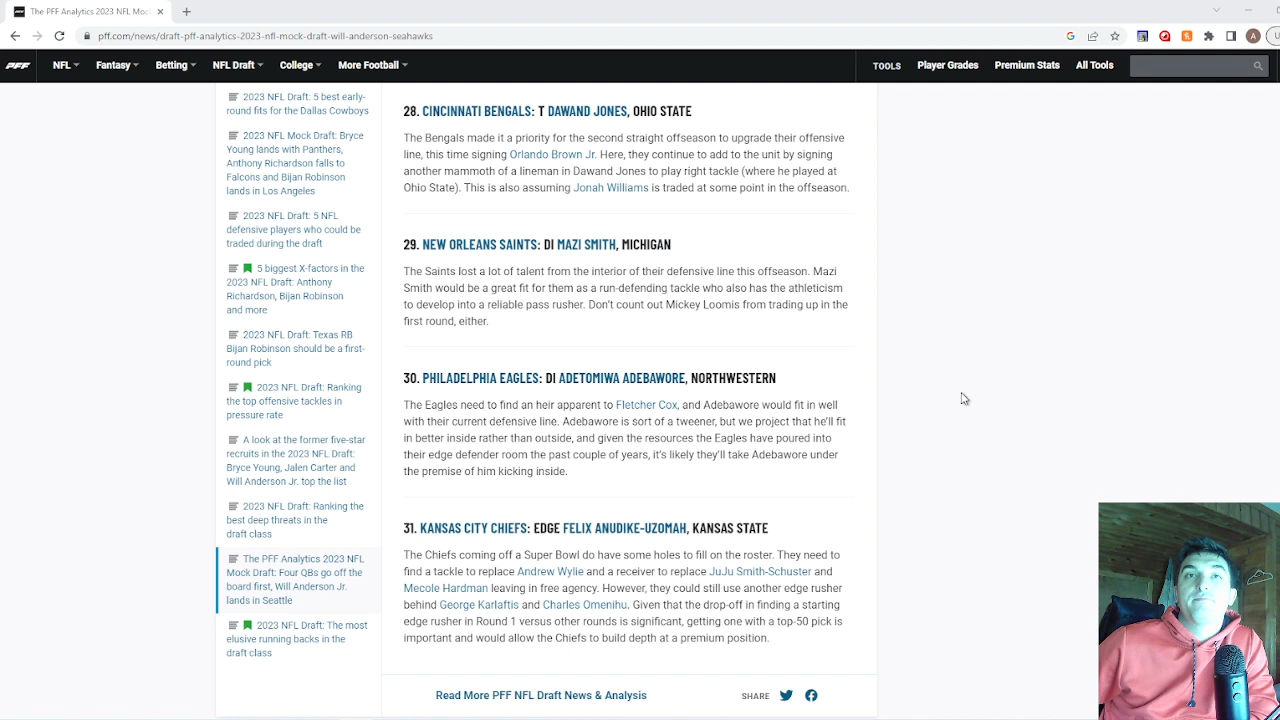 The PFF Analytics 2023 NFL Moc
pff.com/news/draft-pff-analytics-2023-nfl-mock-draft-will-anderson-seahawks
A
PFF NFL Fantasy Betting NFL Draft College More Football TOOLS Player Grades Premium Stats All Tools
2023 NFL Draft: 5 best early-
round fits for the Dallas Cowboys
2023 NFL Mock Draft: Bryce
Young lands with Panthers,
Anthony Richardson falls to
Falcons and Bijan Robinson
lands in Los Angeles
2023 NFL Draft: 5 NFL
defensive players who could be
traded during the draft
5 biggest X-factors in the
2023 NFL Draft: Anthony
Richardson, Bijan Robinson
and more
2023 NFL Draft: Texas RB
Bijan Robinson should be a first-
round pick
2023 NFL Draft: Ranking
the top offensive tackles in
pressure rate
A look at the former five-star
recruits in the 2023 NFL Draft:
Bryce Young, Jalen Carter and
Will Anderson Jr. top the list
2023 NFL Draft: Ranking the
best deep threats in the
draft class
The PFF Analytics 2023 NFL
Mock Draft: Four QBs go off the
board first, Will Anderson Jr.
lands in Seattle
2023 NFL Draft: The most
elusive running backs in the
draft class
28. CINCINNATI BENGALS: T DAWAND JONES, OHIO STATE
The Bengals made it a priority for the second straight offseason to upgrade their offensive
line, this time signing Orlando Brown Jr. Here, they continue to add to the unit by signing
another mammoth of a lineman in Dawand Jones to play right tackle (where he played at
Ohio State). This is also assuming Jonah Williams is traded at some point in the offseason.
29. NEW ORLEANS SAINTS: DI MAZI SMITH, MICHIGAN
The Saints lost a lot of talent from the interior of their defensive line this offseason. Mazi
Smith would be a great fit for them as a run-defending tackle who also has the athleticism
to develop into a reliable pass rusher. Don't count out Mickey Loomis from trading up in the
first round, either.
30. PHILADELPHIA EAGLES: DI ADETOMIWA ADEBAWORE, NORTHWESTERN
The Eagles need to find an heir apparent to Fletcher Cox, and Adebawore would fit in well
with their current defensive line. Adebawore is sort of a tweener, but we project that he'll fit
in better inside rather than outside, and given the resources the Eagles have poured into
their edge defender room the past couple of years, it's likely they'll take Adebawore under
the premise of him kicking inside.
31. KANSAS CITY CHIEFS: EDGE FELIX ANUDIKE-UZOMAH, KANSAS STATE
The Chiefs coming off a Super Bowl do have some holes to fill on the roster. They need to
find a tackle to replace Andrew Wylie and a receiver to replace JuJu Smith-Schuster and
Mecole Hardman leaving in free agency. However, they could still use another edge rusher
behind George Karlaftis and Charles Omenihu. Given that the drop-off in finding a starting
edge rusher in Round 1 versus other rounds is significant, getting one with a top-50 pick is
important and would allow the Chiefs to build depth at a premium position.
Read More PFF NFL Draft News & Analysis
SHARE